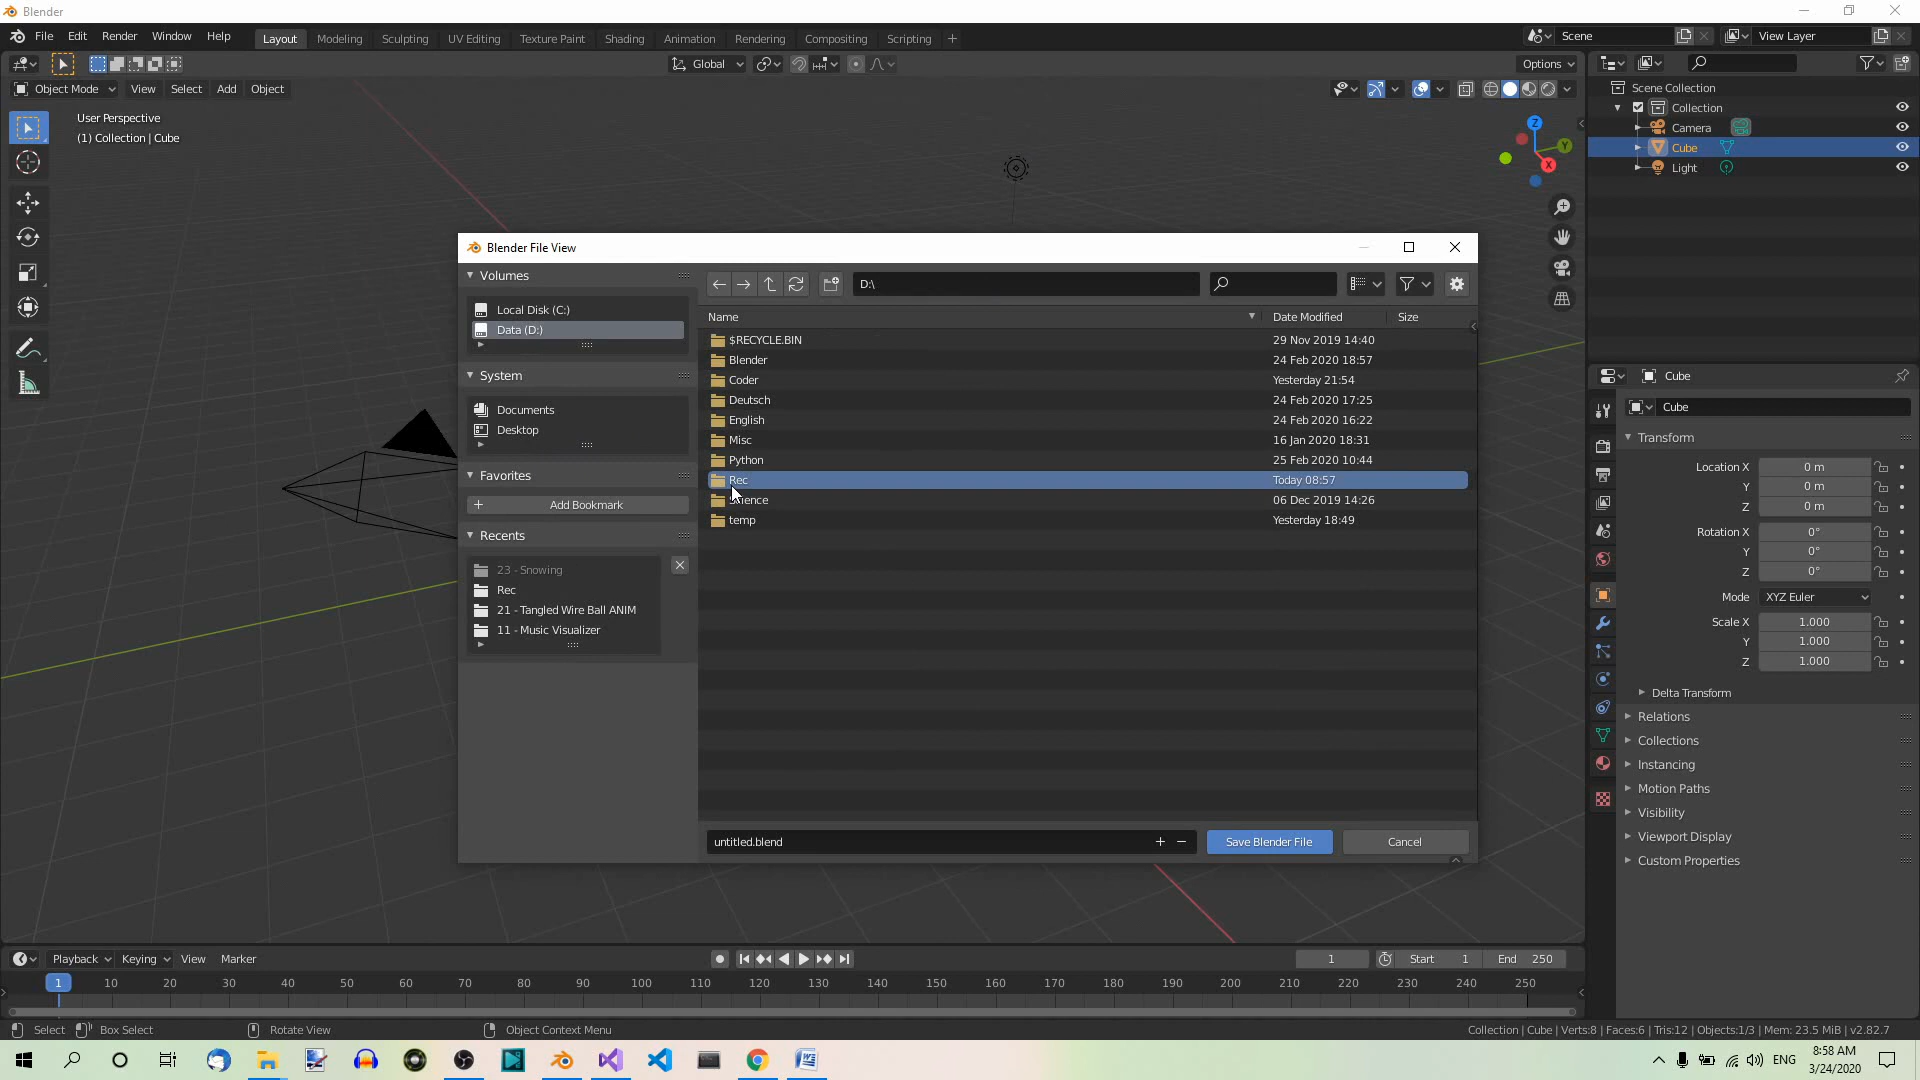 Blender
File Edit Render Window Help
Layout Modeling Sculpting UV Editing Texture Paint Shading Animation Rendering Compositing Scripting +
Scene
View Layer
Global
Options
Object Mode View Select Add Object
User Perspective
(1) Collection | Cube
Z
Y
X
Scene Collection
Collection
Camera
Cube
Light
Blender File View
Volumes
Local Disk (C:)
Data (D:)
System
Documents
Desktop
Favorites
+ Add Bookmark
Recents
23 - Snowing
Rec
21 - Tangled Wire Ball ANIM
11 - Music Visualizer
D:\
Name Date Modified Size
$RECYCLE.BIN 29 Nov 2019 14:40
Blender 24 Feb 2020 18:57
Coder Yesterday 21:54
Deutsch 24 Feb 2020 17:25
English 24 Feb 2020 16:22
Misc 16 Jan 2020 18:31
Python 25 Feb 2020 10:44
Rec Today 08:57
06 Dec 2019 14:26
temp Yesterday 18:49
untitled.blend + −
Save Blender File
Cancel
Cube
Cube
Transform
Location X 0 m
Y 0 m
Z 0 m
Rotation X 0°
Y 0°
Z 0°
Mode XYZ Euler
Scale X 1.000
Y 1.000
Z 1.000
Delta Transform
Relations
Collections
Instancing
Motion Paths
Visibility
Viewport Display
Custom Properties
Playback Keying View Marker
1 Start 1 End 250
1 10 20 30 40 50 60 70 80 90 100 110 120 130 140 150 160 170 180 190 200 210 220 230 240 250
Select Box Select Rotate View Object Context Menu
Collection | Cube | Verts:8 | Faces:6 | Tris:12 | Objects:1/3 | Mem: 23.5 MiB | v2.82.7
ENG
8:58 AM
3/24/2020